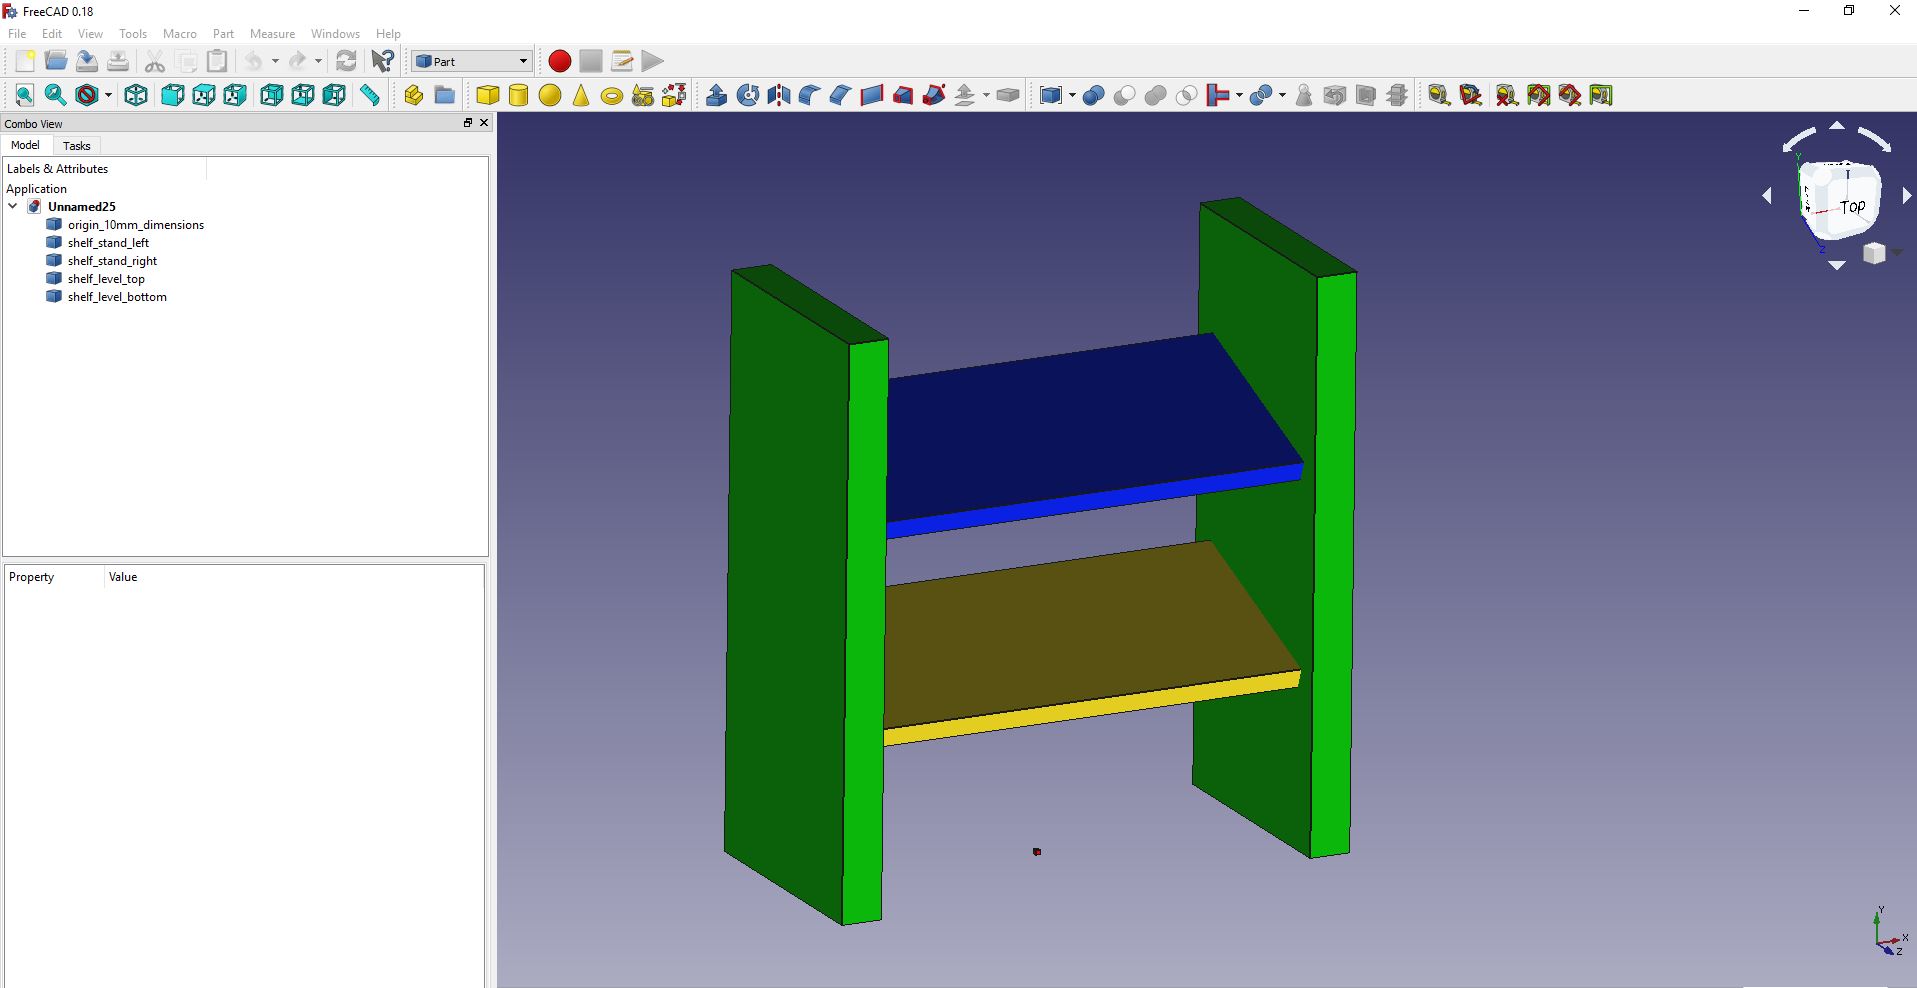 FreeCAD 0.18
File Edit View Tools Macro Part Measure Windows Help
Part
Combo View
Model Tasks
Labels & Attributes
Application
Unnamed25
origin_10mm_dimensions
shelf_stand_left
shelf_stand_right
shelf_level_top
shelf_level_bottom
Property Value
Y
Top
Z
Y
X
Z